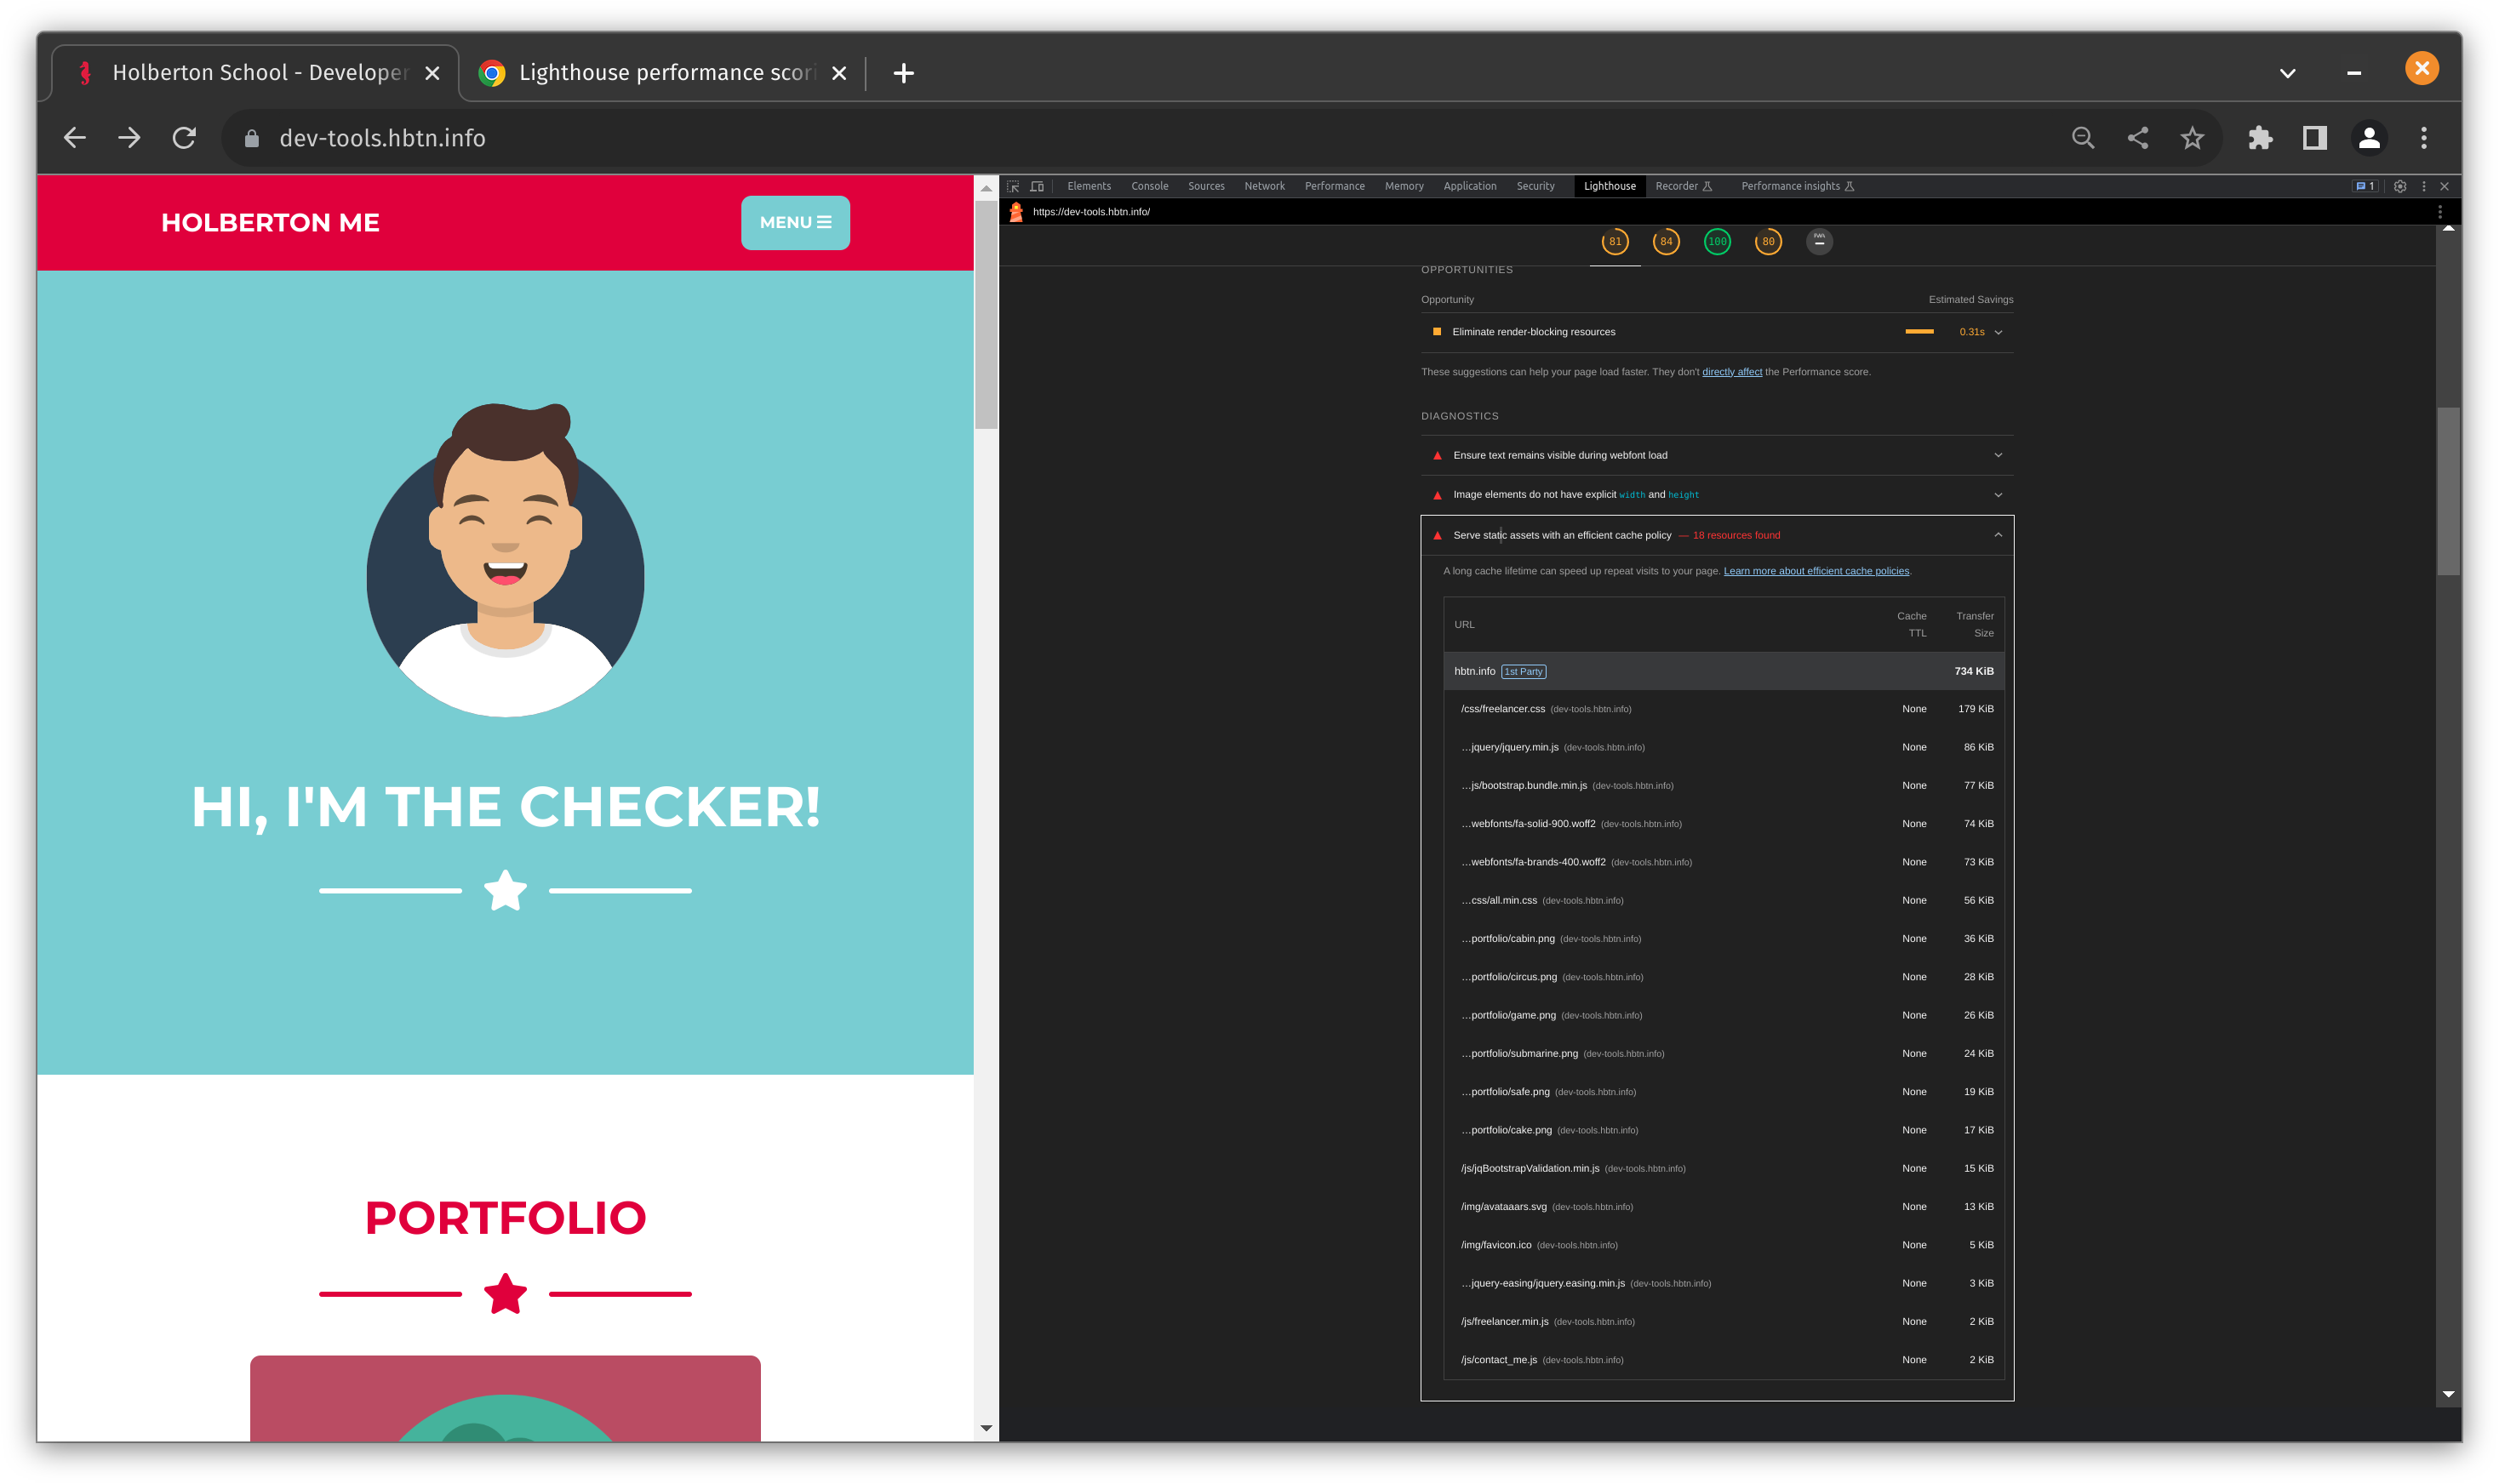 Holberton School - Developer
Lighthouse performance scori
dev-tools.hbtn.info
HOLBERTON ME
MENU
HI, I'M THE CHECKER!
PORTFOLIO
Elements Console Sources Network Performance Memory Application Security Lighthouse Recorder Performance insights 1
https://dev-tools.hbtn.info/
81 84 100 80 PWA
OPPORTUNITIES
Opportunity Estimated Savings
Eliminate render-blocking resources 0.31s
These suggestions can help your page load faster. They don't directly affect the Performance score.
DIAGNOSTICS
Ensure text remains visible during webfont load
Image elements do not have explicit width and height
Serve static assets with an efficient cache policy — 18 resources found
A long cache lifetime can speed up repeat visits to your page. Learn more about efficient cache policies.
URL Cache TTL Transfer Size
hbtn.info 1st Party 734 KiB
/css/freelancer.css (dev-tools.hbtn.info) None 179 KiB
…jquery/jquery.min.js (dev-tools.hbtn.info) None 86 KiB
…js/bootstrap.bundle.min.js (dev-tools.hbtn.info) None 77 KiB
…webfonts/fa-solid-900.woff2 (dev-tools.hbtn.info) None 74 KiB
…webfonts/fa-brands-400.woff2 (dev-tools.hbtn.info) None 73 KiB
…css/all.min.css (dev-tools.hbtn.info) None 56 KiB
…portfolio/cabin.png (dev-tools.hbtn.info) None 36 KiB
…portfolio/circus.png (dev-tools.hbtn.info) None 28 KiB
…portfolio/game.png (dev-tools.hbtn.info) None 26 KiB
…portfolio/submarine.png (dev-tools.hbtn.info) None 24 KiB
…portfolio/safe.png (dev-tools.hbtn.info) None 19 KiB
…portfolio/cake.png (dev-tools.hbtn.info) None 17 KiB
/js/jqBootstrapValidation.min.js (dev-tools.hbtn.info) None 15 KiB
/img/avataaars.svg (dev-tools.hbtn.info) None 13 KiB
/img/favicon.ico (dev-tools.hbtn.info) None 5 KiB
…jquery-easing/jquery.easing.min.js (dev-tools.hbtn.info) None 3 KiB
/js/freelancer.min.js (dev-tools.hbtn.info) None 2 KiB
/js/contact_me.js (dev-tools.hbtn.info) None 2 KiB